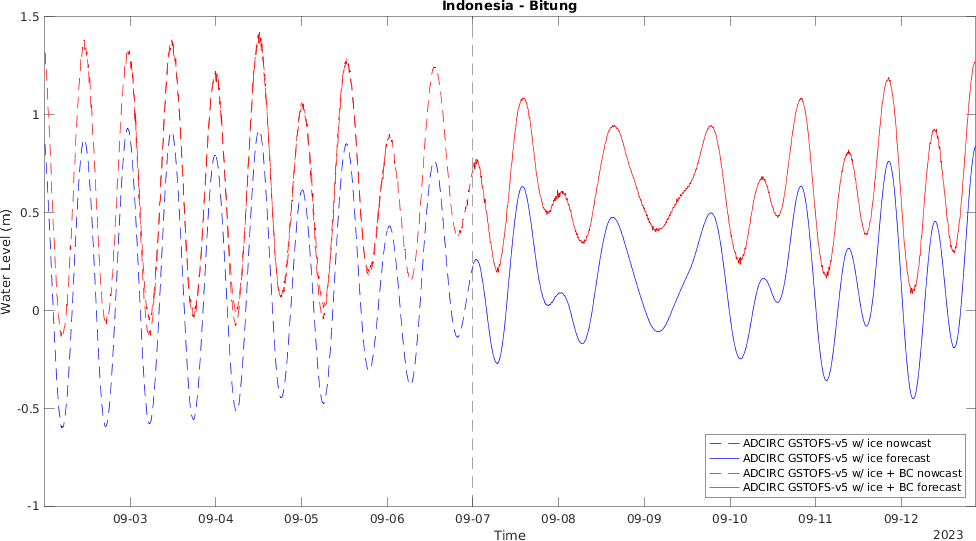 Indonesia - Bitung
1.5
1
0.5
0
-0.5
-1
Water Level (m)
ADCIRC GSTOFS-v5 w/ ice nowcast
ADCIRC GSTOFS-v5 w/ ice forecast
ADCIRC GSTOFS-v5 w/ ice + BC nowcast
ADCIRC GSTOFS-v5 w/ ice + BC forecast
09-03 09-04 09-05 09-06 09-07 09-08 09-09 09-10 09-11 09-12
Time
2023